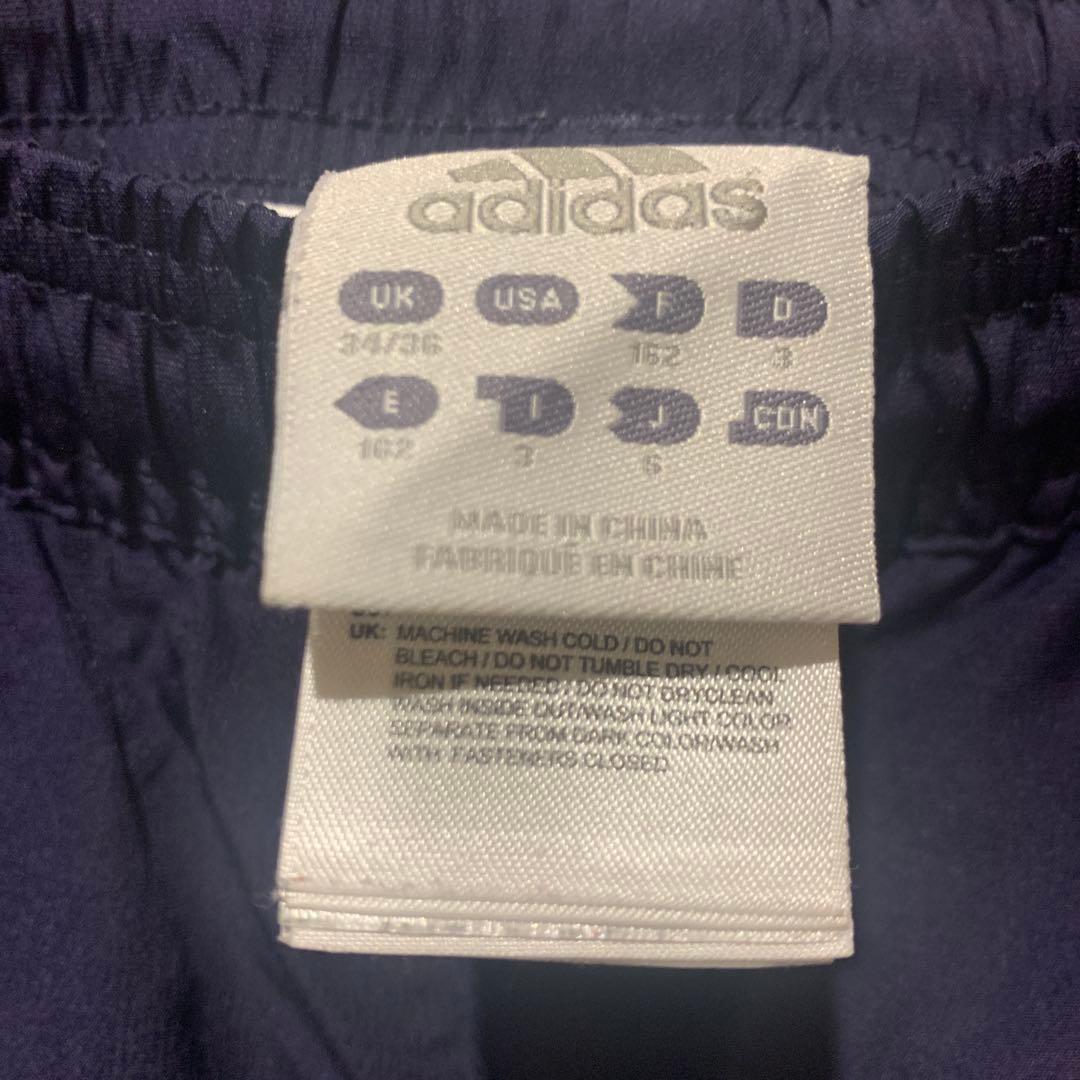 adidas
UK USA F D
34/36 162 3
E I J CDN
162 3 6
MADE IN CHINA
FABRIQUE EN CHINE
UK: MACHINE WASH COLD / DO NOT
BLEACH / DO NOT TUMBLE DRY / COOL
IRON IF NEEDED / DO NOT DRYCLEAN
WASH INSIDE OUT/WASH LIGHT COLOR
SEPARATE FROM DARK COLOR/WASH
WITH FASTENERS CLOSED